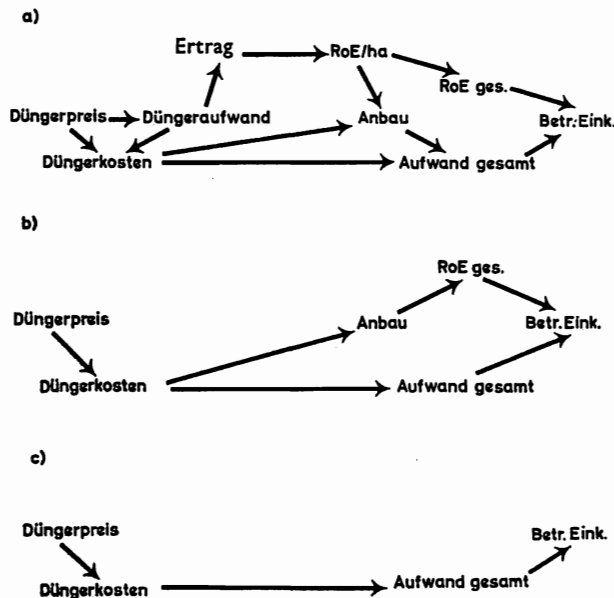 a)
Ertrag RoE/ha
RoE ges.
Düngerpreis Düngeraufwand Anbau Betr.-Eink.
Düngerkosten Aufwand gesamt
b)
RoE ges.
Düngerpreis Anbau Betr. Eink.
Düngerkosten Aufwand gesamt
c)
Düngerpreis Betr. Eink.
Düngerkosten Aufwand gesamt